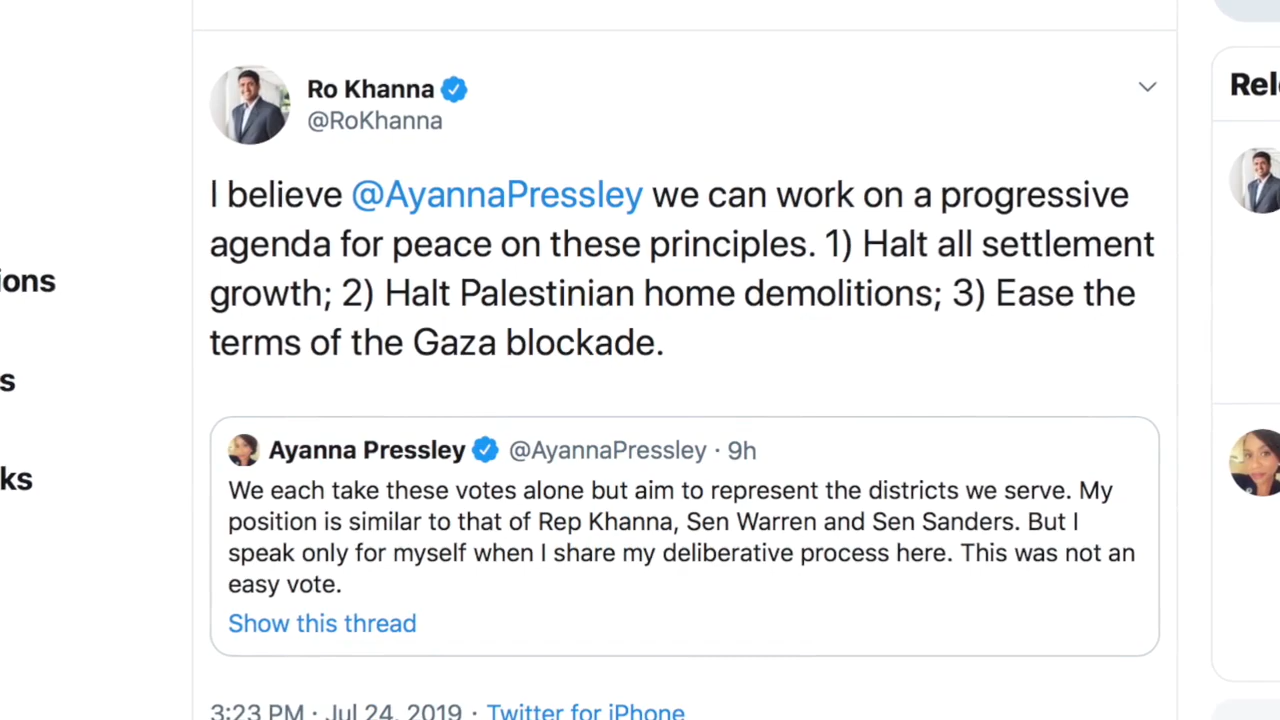 Ro Khanna
@RoKhanna
I believe @AyannaPressley we can work on a progressive
agenda for peace on these principles. 1) Halt all settlement
growth; 2) Halt Palestinian home demolitions; 3) Ease the
terms of the Gaza blockade.
Ayanna Pressley @AyannaPressley · 9h
We each take these votes alone but aim to represent the districts we serve. My
position is similar to that of Rep Khanna, Sen Warren and Sen Sanders. But I
speak only for myself when I share my deliberative process here. This was not an
easy vote.
Show this thread
3:23 PM · Jul 24, 2019 · Twitter for iPhone
ions
s
ks
Rel